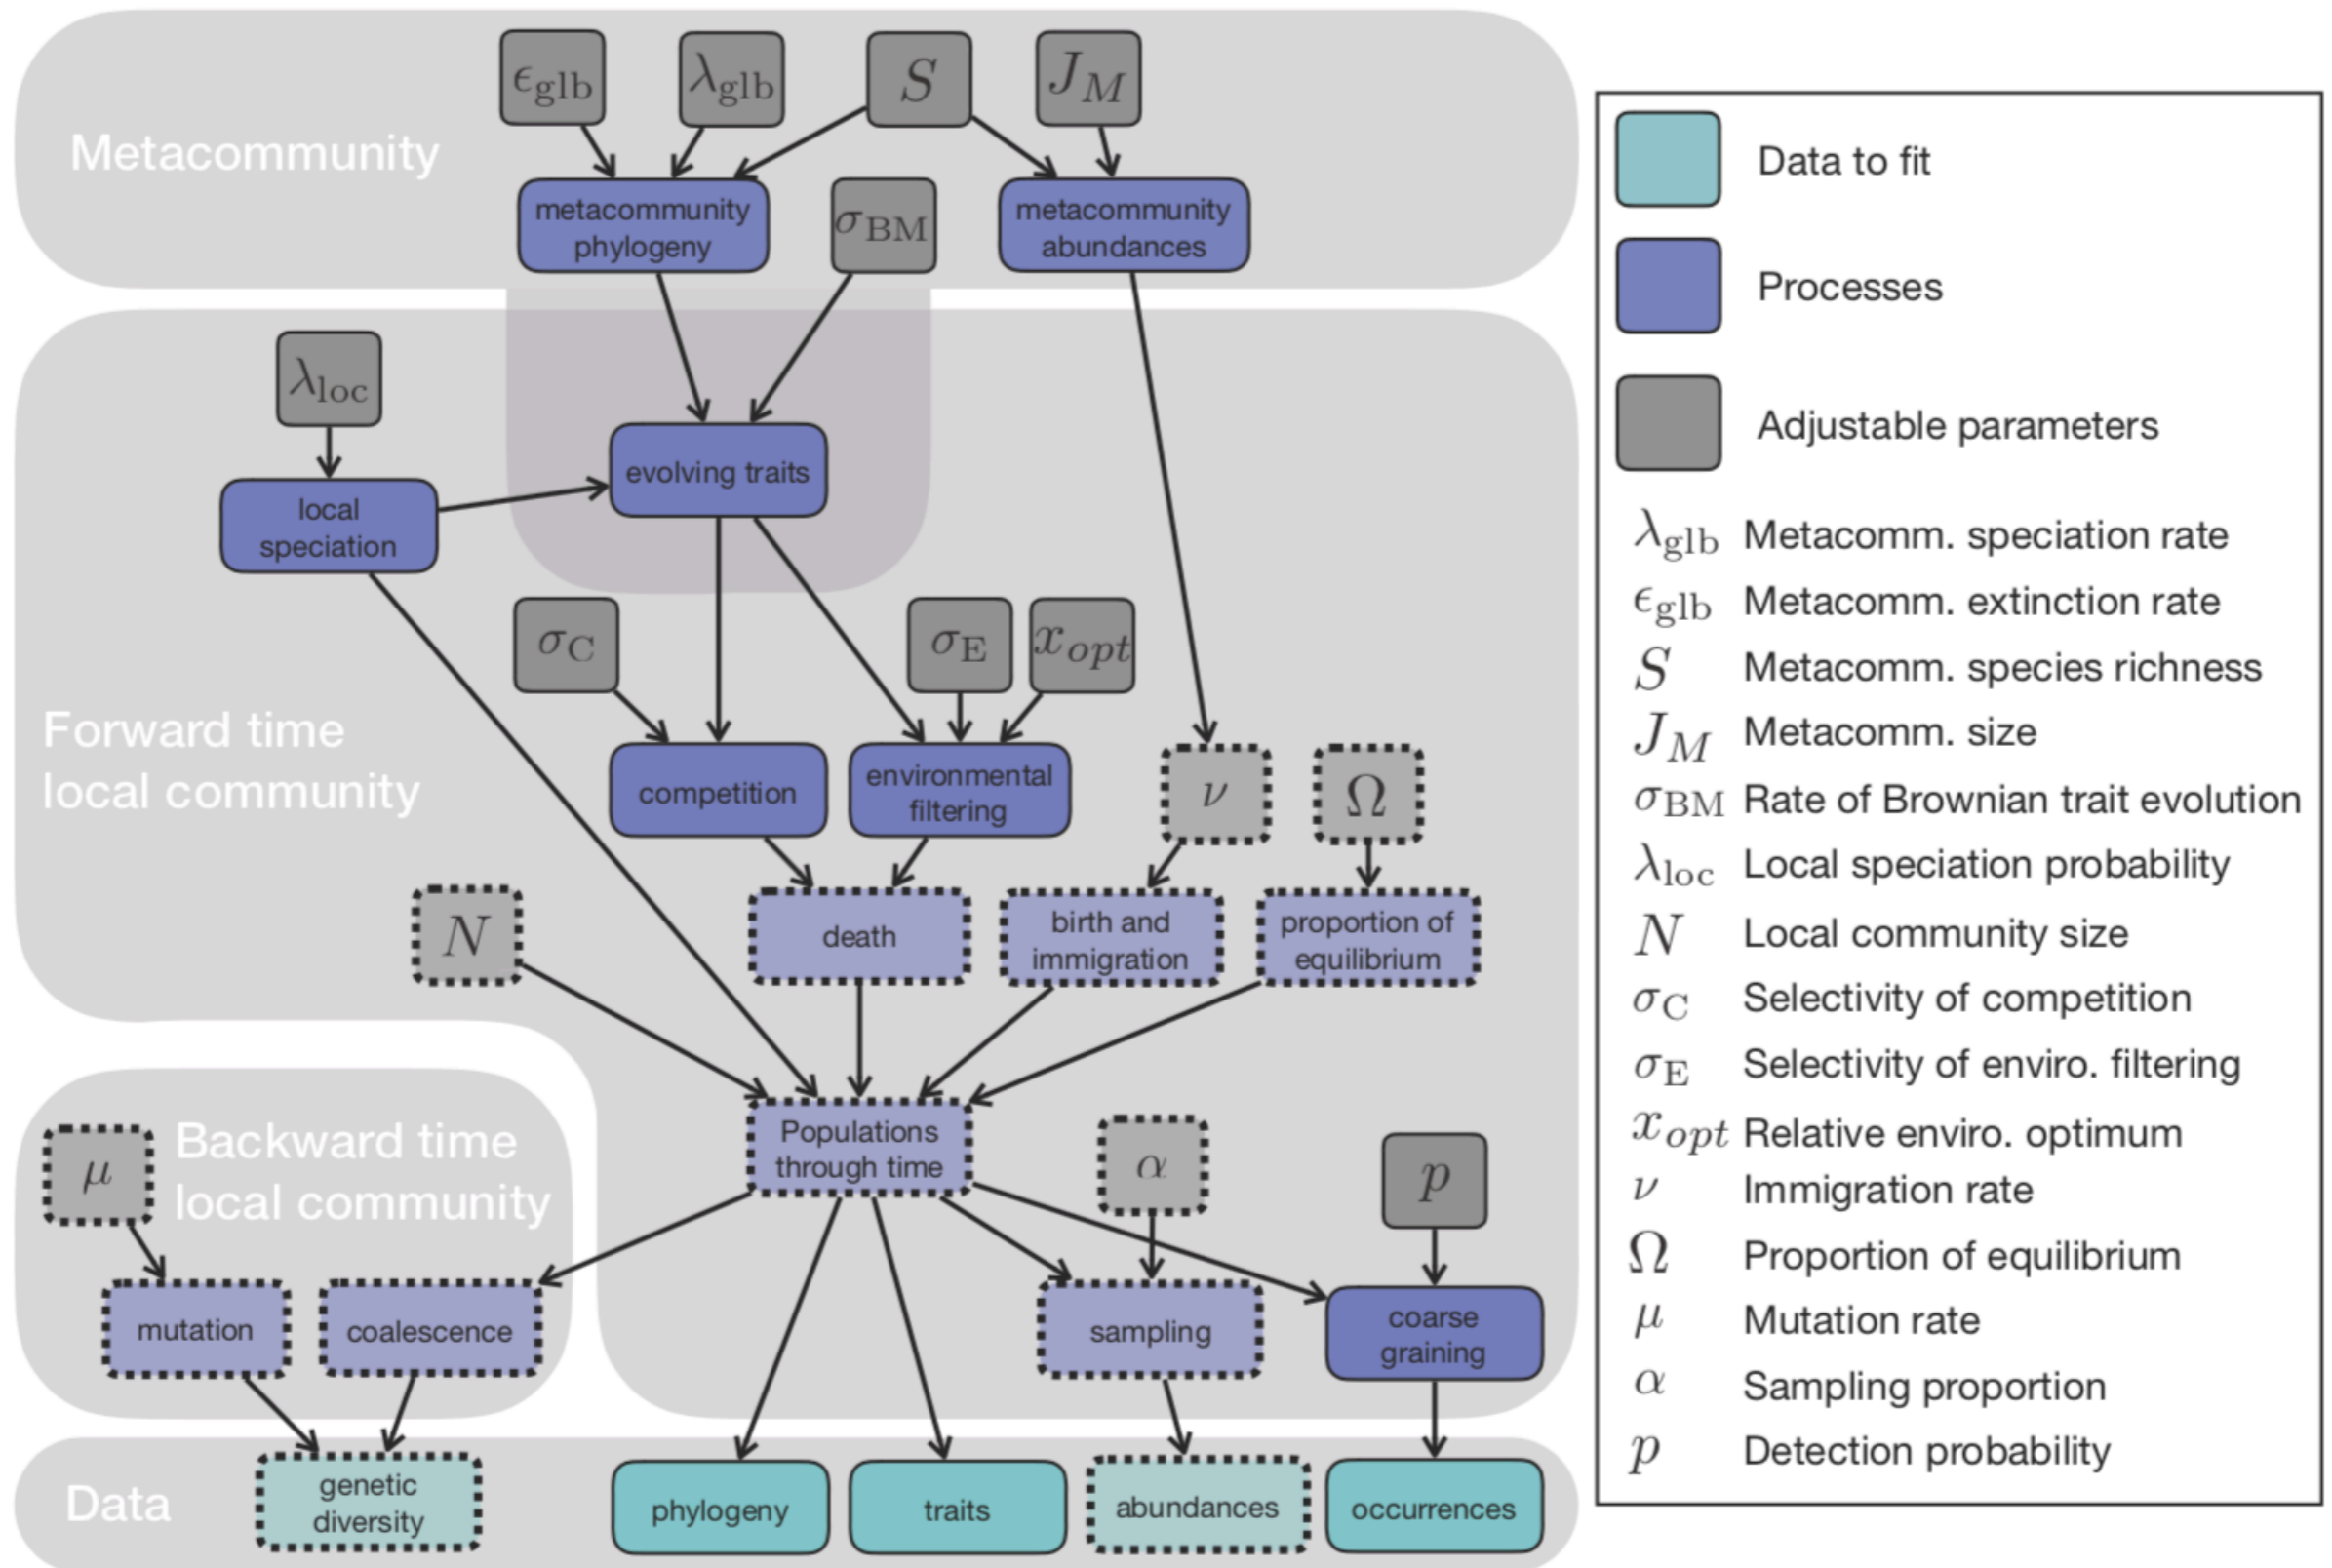 ϵglb
λglb
S
JM
Metacommunity
metacommunity
phylogeny
σBM
metacommunity
abundances
λloc
evolving traits
local
speciation
σC
σE
xopt
Forward time
local community
competition
environmental
filtering
ν
Ω
N
death
birth and
immigration
proportion of
equilibrium
Populations
through time
α
p
μ
Backward time
local community
mutation
coalescence
sampling
coarse
graining
Data
genetic
diversity
phylogeny
traits
abundances
occurrences
Data to fit
Processes
Adjustable parameters
λglb Metacomm. speciation rate
ϵglb Metacomm. extinction rate
S Metacomm. species richness
JM Metacomm. size
σBM Rate of Brownian trait evolution
λloc Local speciation probability
N Local community size
σC Selectivity of competition
σE Selectivity of enviro. filtering
xopt Relative enviro. optimum
ν Immigration rate
Ω Proportion of equilibrium
μ Mutation rate
α Sampling proportion
p Detection probability